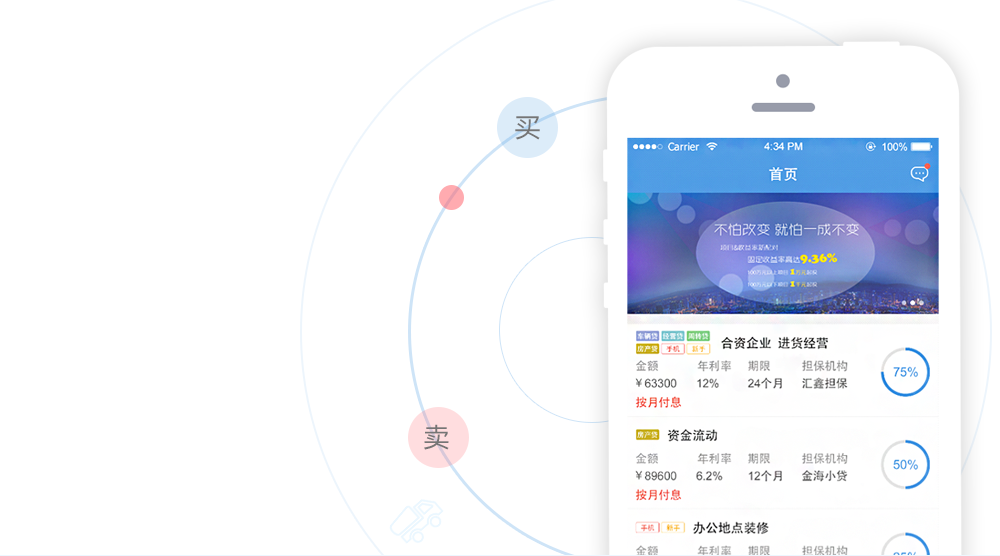 买
卖
Carrier
4:34 PM
100%
首页
不怕改变 就怕一成不变
固定收益率高达9.36%
车辆贷 经营贷 周转贷
房产贷 手机 新手
合资企业 进货经营
金额 年利率 期限 担保机构
￥63300 12% 24个月 汇鑫担保
按月付息
75%
房产贷 资金流动
金额 年利率 期限 担保机构
￥89600 6.2% 12个月 金海小贷
按月付息
50%
手机 新手 办公地点装修
金额 年利率 期限 担保机构